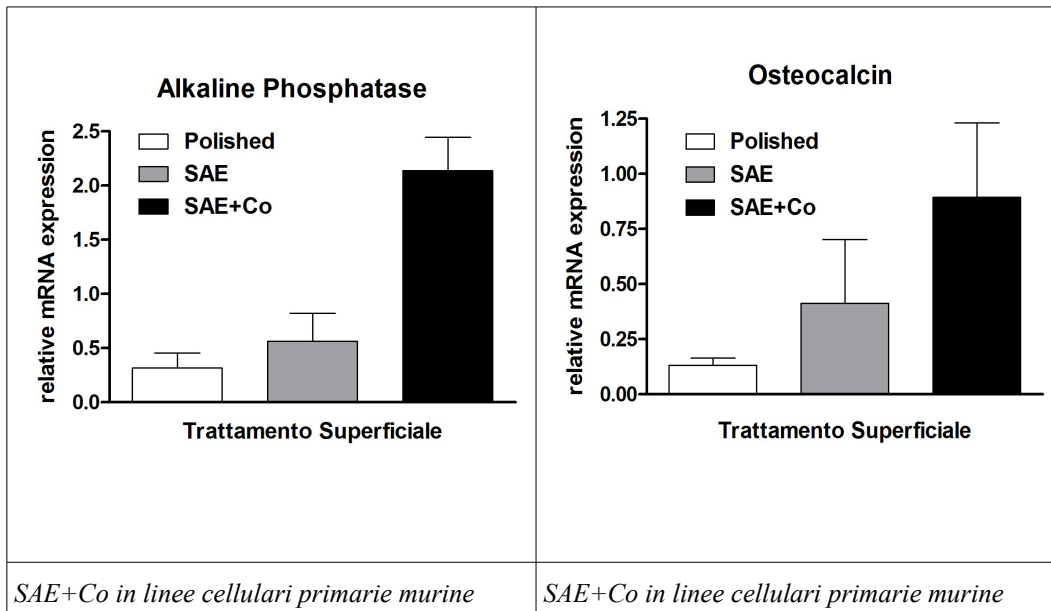 Alkaline Phosphatase
relative mRNA expression
2.5
2.0
1.5
1.0
0.5
0.0
Polished
SAE
SAE+Co
Trattamento Superficiale
SAE+Co in linee cellulari primarie murine
Osteocalcin
relative mRNA expression
1.25
1.00
0.75
0.50
0.25
0.00
Polished
SAE
SAE+Co
Trattamento Superficiale
SAE+Co in linee cellulari primarie murine